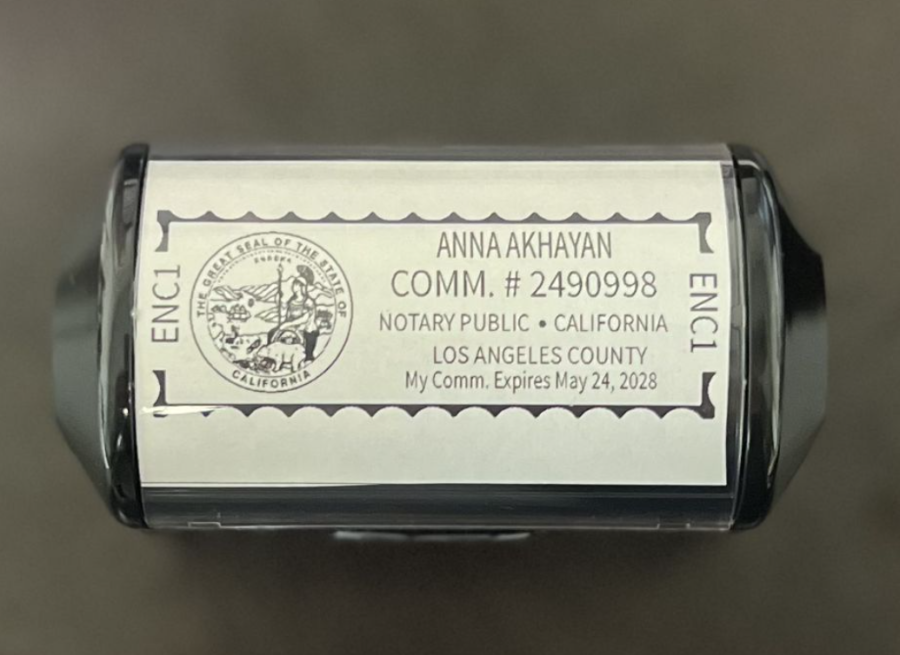 ENC1
THE GREAT SEAL OF THE STATE OF
EUREKA
CALIFORNIA
ANNA AKHAYAN
COMM. # 2490998
NOTARY PUBLIC • CALIFORNIA
LOS ANGELES COUNTY
My Comm. Expires May 24, 2028
ENC1